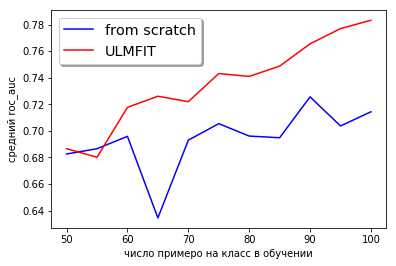 from scratch
ULMFIT
0.78
0.76
0.74
0.72
0.70
0.68
0.66
0.64
средний roc_auc
50 60 70 80 90 100
число примеро на класс в обучении